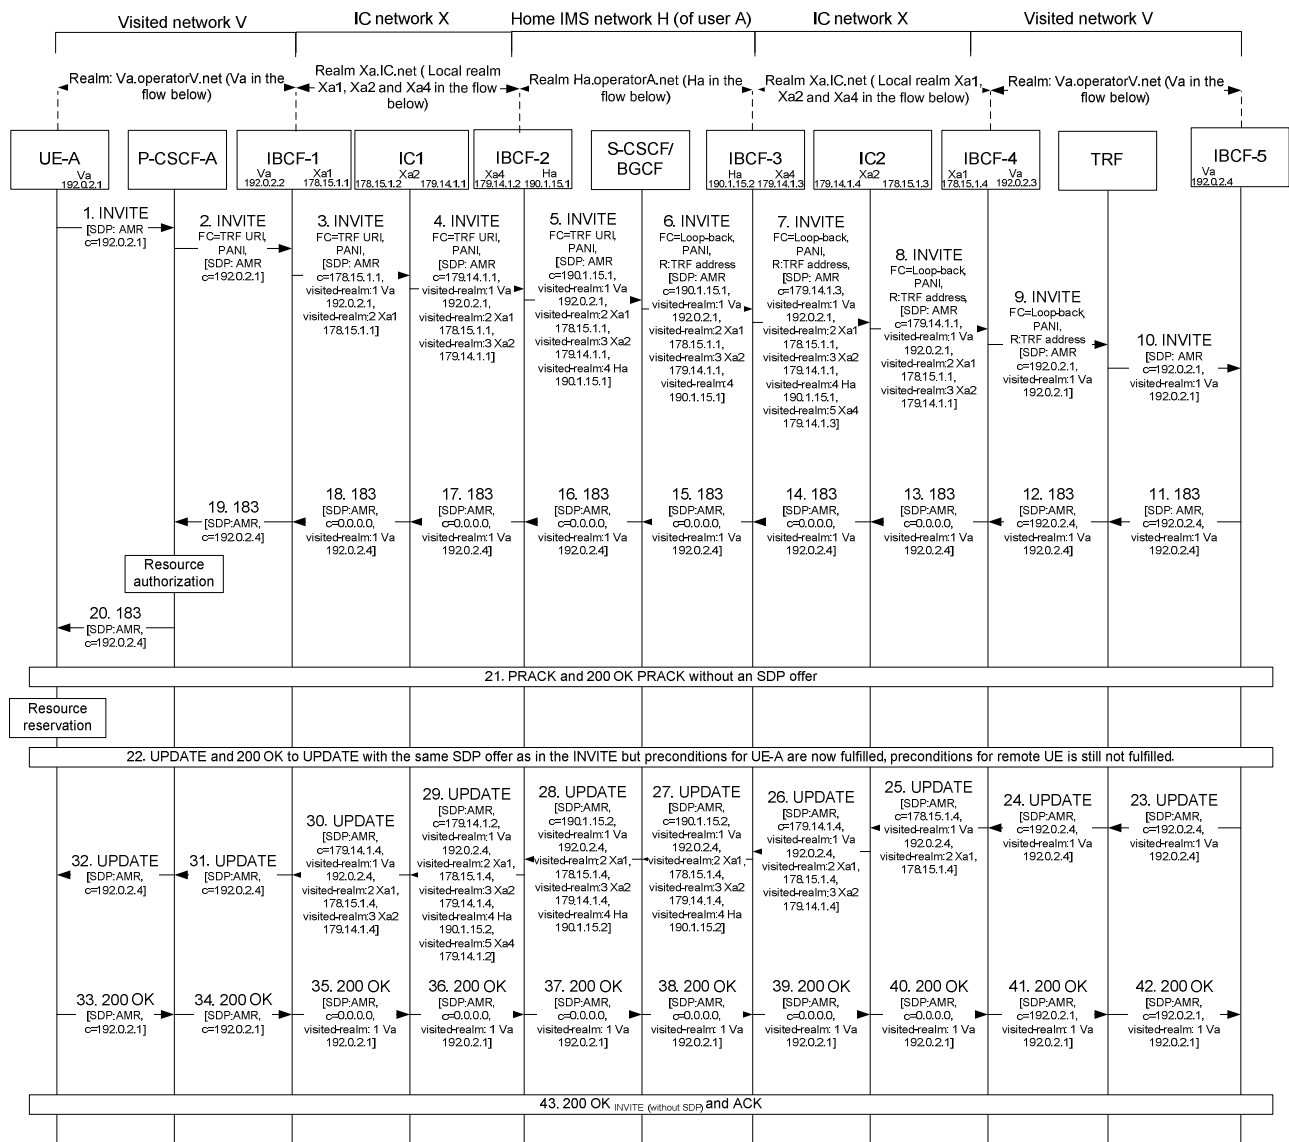 Visited network V
IC network X
Home IMS network H (of user A)
IC network X
Visited network V
Realm: Va.operatorV.net (Va in the
flow below)
Realm Xa.IC.net ( Local realm
Xa1, Xa2 and Xa4 in the flow
below)
Realm Ha.operatorA.net (Ha in the
flow below)
Realm Xa.IC.net ( Local realm Xa1,
Xa2 and Xa4 in the flow below)
Realm: Va.operatorV.net (Va in the
flow below)
UE-A
Va
192.0.2.1
P-CSCF-A
IBCF-1
Va Xa1
192.0.2.2 178.15.1.1
IC1
Xa2
178.15.1.2 179.14.1.1
IBCF-2
Xa4 Ha
179.14.1.2 190.1.15.1
S-CSCF/
BGCF
IBCF-3
Ha Xa4
190.1.15.2 179.14.1.3
IC2
Xa2
179.14.1.4 178.15.1.3
IBCF-4
Xa1 Va
178.15.1.4 192.0.2.3
TRF
IBCF-5
Va
192.0.2.4
1. INVITE
[SDP: AMR
c=192.0.2.1]
2. INVITE
FC=TRF URI,
PANI,
[SDP: AMR
c=192.0.2.1]
3. INVITE
FC=TRF URI,
PANI,
[SDP: AMR
c=178.15.1.1,
visited-realm:1 Va
192.0.2.1,
visited-realm:2 Xa1
178.15.1.1]
4. INVITE
FC=TRF URI,
PANI,
[SDP: AMR
c=179.14.1.1,
visited-realm:1 Va
192.0.2.1,
visited-realm:2 Xa1
178.15.1.1,
visited-realm:3 Xa2
179.14.1.1]
5. INVITE
FC=TRF URI,
PANI,
[SDP: AMR
c=190.1.15.1,
visited-realm:1 Va
192.0.2.1,
visited-realm:2 Xa1
178.15.1.1,
visited-realm:3 Xa2
179.14.1.1,
visited-realm:4 Ha
190.1.15.1]
6. INVITE
FC=Loop-back,
PANI,
R:TRF address
[SDP: AMR
c=190.1.15.1,
visited-realm:1 Va
192.0.2.1,
visited-realm:2 Xa1
178.15.1.1,
visited-realm:3 Xa2
179.14.1.1,
visited-realm:4
190.1.15.1]
7. INVITE
FC=Loop-back,
PANI,
R:TRF address,
[SDP: AMR
c=179.14.1.3,
visited-realm:1 Va
192.0.2.1,
visited-realm:2 Xa1
178.15.1.1,
visited-realm:3 Xa2
179.14.1.1,
visited-realm:4 Ha
190.1.15.1,
visited-realm:5 Xa4
179.14.1.3]
8. INVITE
FC=Loop-back,
PANI,
R:TRF address,
[SDP: AMR
c=179.14.1.1,
visited-realm:1 Va
192.0.2.1,
visited-realm:2 Xa1
178.15.1.1,
visited-realm:3 Xa2
179.14.1.1]
9. INVITE
FC=Loop-back,
PANI,
R:TRF address
[SDP: AMR
c=192.0.2.1,
visited-realm:1 Va
192.0.2.1]
10. INVITE
[SDP: AMR
c=192.0.2.1,
visited-realm:1 Va
192.0.2.1]
19. 183
[SDP:AMR,
c=192.0.2.4]
18. 183
[SDP:AMR,
c=0.0.0.0,
visited-realm:1 Va
192.0.2.4]
17. 183
[SDP:AMR,
c=0.0.0.0,
visited-realm:1 Va
192.0.2.4]
16. 183
[SDP:AMR,
c=0.0.0.0,
visited-realm:1 Va
192.0.2.4]
15. 183
[SDP:AMR,
c=0.0.0.0,
visited-realm:1 Va
192.0.2.4]
14. 183
[SDP:AMR,
c=0.0.0.0,
visited-realm:1 Va
192.0.2.4]
13. 183
[SDP:AMR,
c=0.0.0.0,
visited-realm:1 Va
192.0.2.4]
12. 183
[SDP:AMR,
c=192.0.2.4,
visited-realm:1 Va
192.0.2.4]
11. 183
[SDP: AMR,
c=192.0.2.4,
visited-realm:1 Va
192.0.2.4]
Resource
authorization
20. 183
[SDP:AMR,
c=192.0.2.4]
21. PRACK and 200 OK PRACK without an SDP offer
Resource
reservation
22. UPDATE and 200 OK to UPDATE with the same SDP offer as in the INVITE but preconditions for UE-A are now fulfilled, preconditions for remote UE is still not fulfilled.
32. UPDATE
[SDP:AMR,
c=192.0.2.4]
31. UPDATE
[SDP:AMR,
c=192.0.2.4]
30. UPDATE
[SDP:AMR,
c=179.14.1.4,
visited-realm:1 Va
192.0.2.4,
visited-realm:2 Xa1,
178.15.1.4,
visited-realm:3 Xa2
179.14.1.4]
29. UPDATE
[SDP:AMR,
c=179.14.1.2,
visited-realm:1 Va
192.0.2.4,
visited-realm:2 Xa1,
178.15.1.4,
visited-realm:3 Xa2
179.14.1.4,
visited-realm:4 Ha
190.1.15.2,
visited-realm:5 Xa4
179.14.1.2]
28. UPDATE
[SDP:AMR,
c=190.1.15.2,
visited-realm:1 Va
192.0.2.4,
visited-realm:2 Xa1,
178.15.1.4,
visited-realm:3 Xa2
179.14.1.4,
visited-realm:4 Ha
190.1.15.2]
27. UPDATE
[SDP:AMR,
c=190.1.15.2,
visited-realm:1 Va
192.0.2.4,
visited-realm:2 Xa1,
178.15.1.4,
visited-realm:3 Xa2
179.14.1.4,
visited-realm:4 Ha
190.1.15.2]
26. UPDATE
[SDP:AMR,
c=179.14.1.4,
visited-realm:1 Va
192.0.2.4,
visited-realm:2 Xa1,
178.15.1.4,
visited-realm:3 Xa2
179.14.1.4]
25. UPDATE
[SDP:AMR,
c=178.15.1.4,
visited-realm:1 Va
192.0.2.4,
visited-realm:2 Xa1,
178.15.1.4]
24. UPDATE
[SDP:AMR,
c=192.0.2.4,
visited-realm:1 Va
192.0.2.4]
23. UPDATE
[SDP:AMR,
c=192.0.2.4,
visited-realm:1 Va
192.0.2.4]
33. 200 OK
[SDP:AMR,
c=192.0.2.1]
34. 200 OK
[SDP:AMR,
c=192.0.2.1]
35. 200 OK
[SDP:AMR,
c=0.0.0.0,
visited-realm: 1 Va
192.0.2.1]
36. 200 OK
[SDP:AMR,
c=0.0.0.0,
visited-realm: 1 Va
192.0.2.1]
37. 200 OK
[SDP:AMR,
c=0.0.0.0,
visited-realm: 1 Va
192.0.2.1]
38. 200 OK
[SDP:AMR,
c=0.0.0.0,
visited-realm: 1 Va
192.0.2.1]
39. 200 OK
[SDP:AMR,
c=0.0.0.0,
visited-realm: 1 Va
192.0.2.1]
40. 200 OK
[SDP:AMR,
c=0.0.0.0,
visited-realm: 1 Va
192.0.2.1]
41. 200 OK
[SDP:AMR,
c=192.0.2.1,
visited-realm: 1 Va
192.0.2.1]
42. 200 OK
[SDP:AMR,
c=192.0.2.1,
visited-realm: 1 Va
192.0.2.1]
43. 200 OK INVITE (without SDP) and ACK